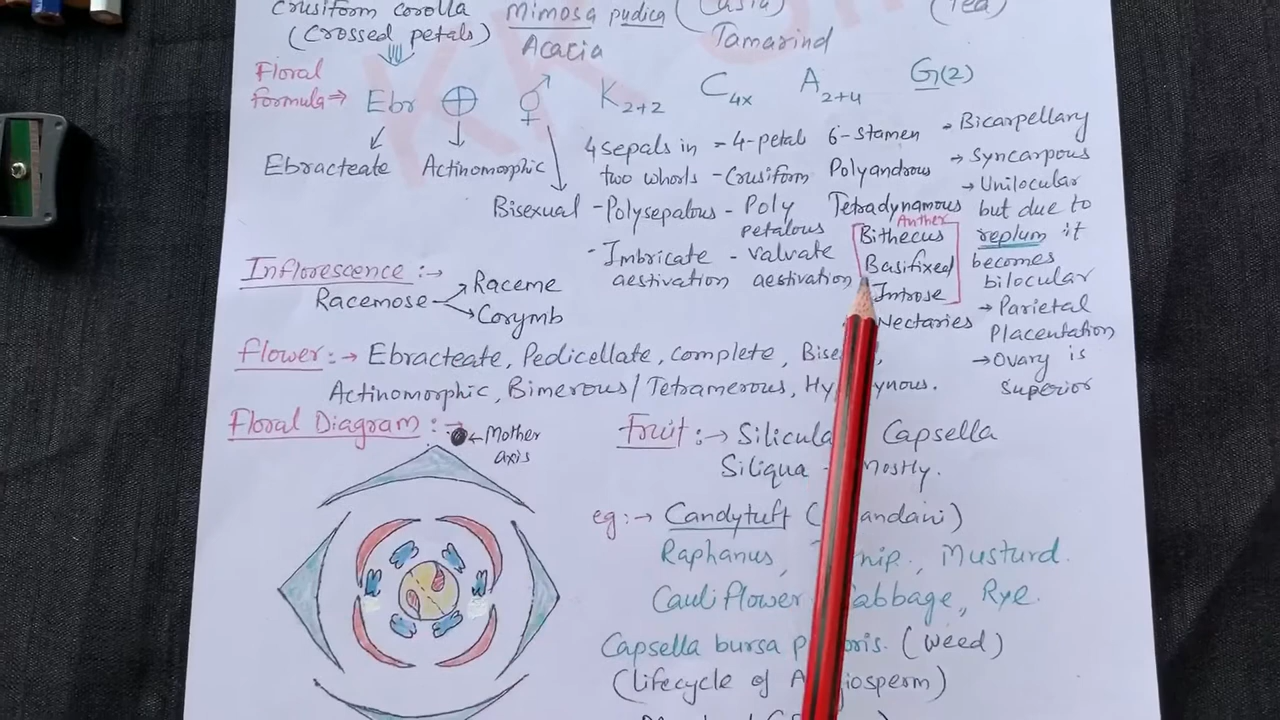 Crusiform corolla
(Crossed petals)
Mimosa pudica
Acacia
Tamarind
Floral formula→ Ebr ⊕ ⚥ K2+2 C4x A2+4 G(2)
Ebracteate Actinomorphic
Bisexual
4 sepals in two whorls
-Polysepalous
-Imbricate aestivation
= 4-petal
-Crusiform
-Poly petalous
-valvate aestivation
6-stamen
Polyandrous
Tetradynamous
Anther
Bithecus
Basifixed
Introse
Nectaries
→ Bicarpellary
→ Syncarpous
→ Unilocular
but due to
replum it
becomes
bilocular
→ Parietal
Placentation
→ Ovary is
Superior
Inflorescence :→
Racemose
→Raceme
→Corymb
Flower :→ Ebracteate, Pedicellate, Complete,
Actinomorphic, Bimerous/Tetramerous,
Floral Diagram :→
←Mother
axis
Fruit :→ Silicula Capsella
Siliqua - Mostly.
eg :→ Candytuft
Raphanus, Musturd.
Cauliflower Rye.
Capsella bursa (Weed)
(lifecycle of